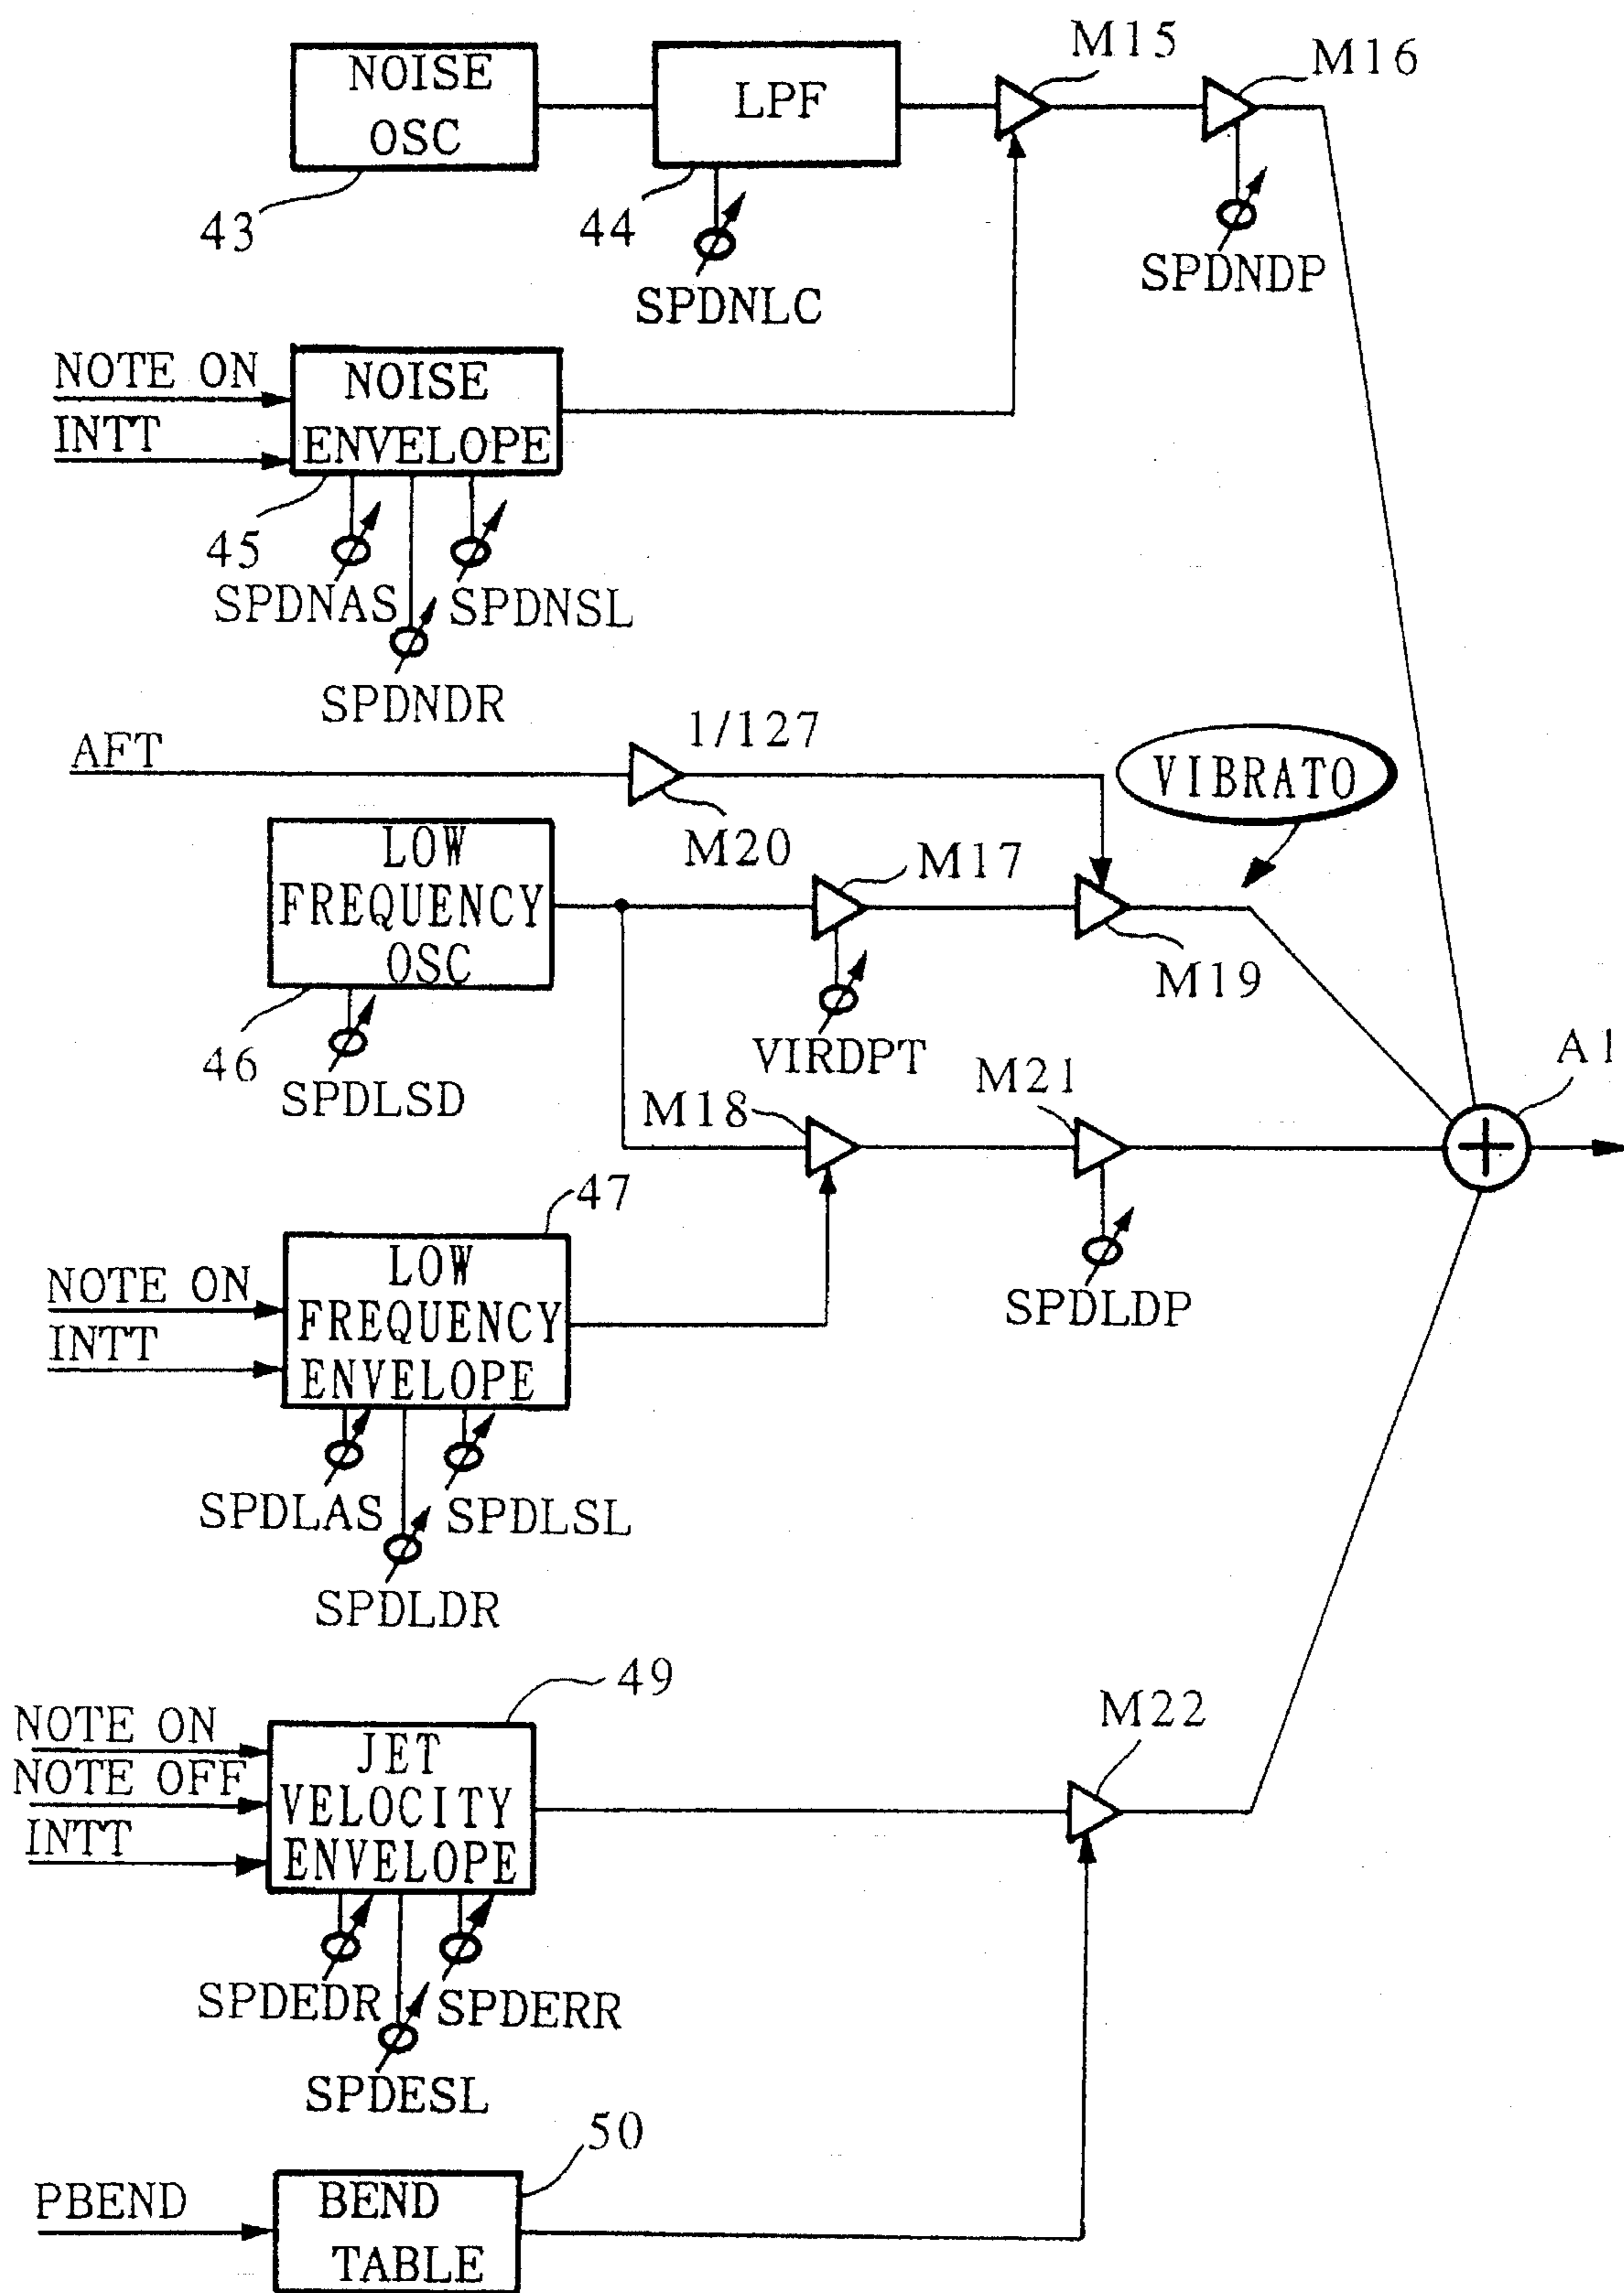 NOISE
OSC
43
LPF
44
SPDNLC
M15
M16
SPDNDP
NOTE ON
INTT
NOISE
ENVELOPE
45
SPDNAS
SPDNSL
SPDNDR
AFT
1/127
M20
VIBRATO
LOW
FREQUENCY
OSC
46
SPDLSD
M17
VIRDPT
M19
M18
M21
SPDLDP
A1
47
NOTE ON
INTT
LOW
FREQUENCY
ENVELOPE
SPDLAS
SPDLSL
SPDLDR
49
NOTE ON
NOTE OFF
INTT
JET
VELOCITY
ENVELOPE
SPDEDR
SPDERR
SPDESL
M22
50
PBEND
BEND
TABLE